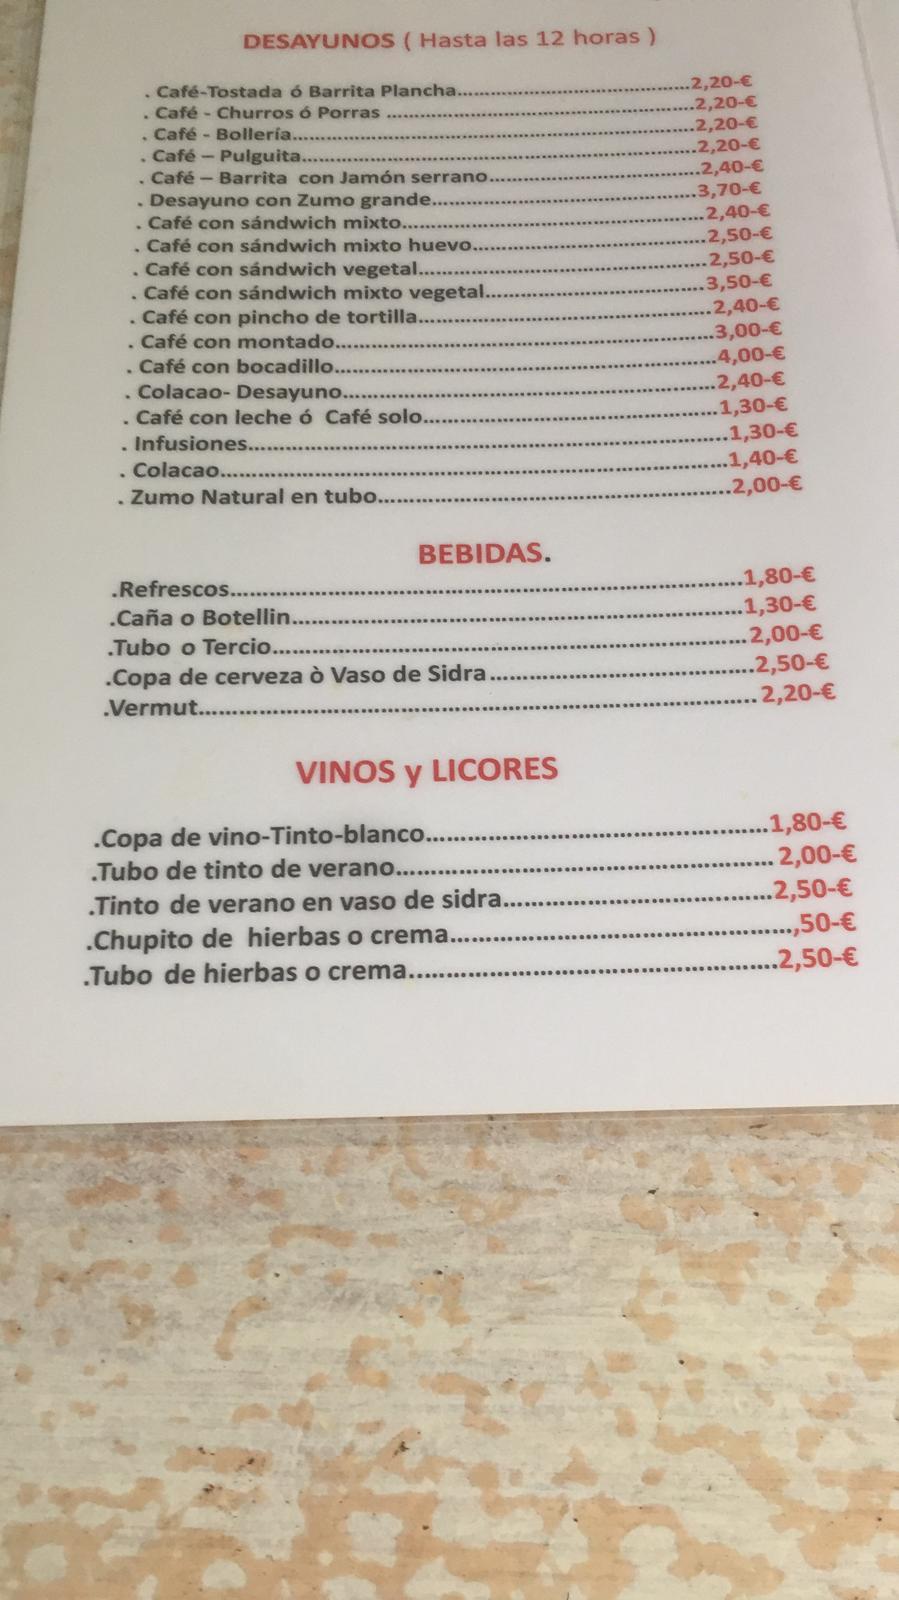 DESAYUNOS ( Hasta las 12 horas )
. Café-Tostada ó Barrita Plancha.......................................2,20-€
. Café - Churros ó Porras ....................................................2,20-€
. Café - Bollería....................................................................2,20-€
. Café – Pulguita...................................................................2,20-€
. Café – Barrita con Jamón serrano....................................2,40-€
. Desayuno con Zumo grande.............................................3,70-€
. Café con sándwich mixto...................................................2,40-€
. Café con sándwich mixto huevo.......................................2,50-€
. Café con sándwich vegetal................................................2,50-€
. Café con sándwich mixto vegetal.....................................3,50-€
. Café con pincho de tortilla................................................2,40-€
. Café con montado..............................................................3,00-€
. Café con bocadillo..............................................................4,00-€
. Colacao- Desayuno.............................................................2,40-€
. Café con leche ó Café solo................................................1,30-€
. Infusiones...........................................................................1,30-€
. Colacao...............................................................................1,40-€
. Zumo Natural en tubo.......................................................2,00-€
BEBIDAS.
.Refrescos..............................................................................1,80-€
.Caña o Botellin.....................................................................1,30-€
.Tubo o Tercio........................................................................2,00-€
.Copa de cerveza ò Vaso de Sidra........................................2,50-€
.Vermut..................................................................................2,20-€
VINOS y LICORES
.Copa de vino-Tinto-blanco..................................................1,80-€
.Tubo de tinto de verano.......................................................2,00-€
.Tinto de verano en vaso de sidra........................................2,50-€
.Chupito de hierbas o crema..................................................,50-€
.Tubo de hierbas o crema.....................................................2,50-€